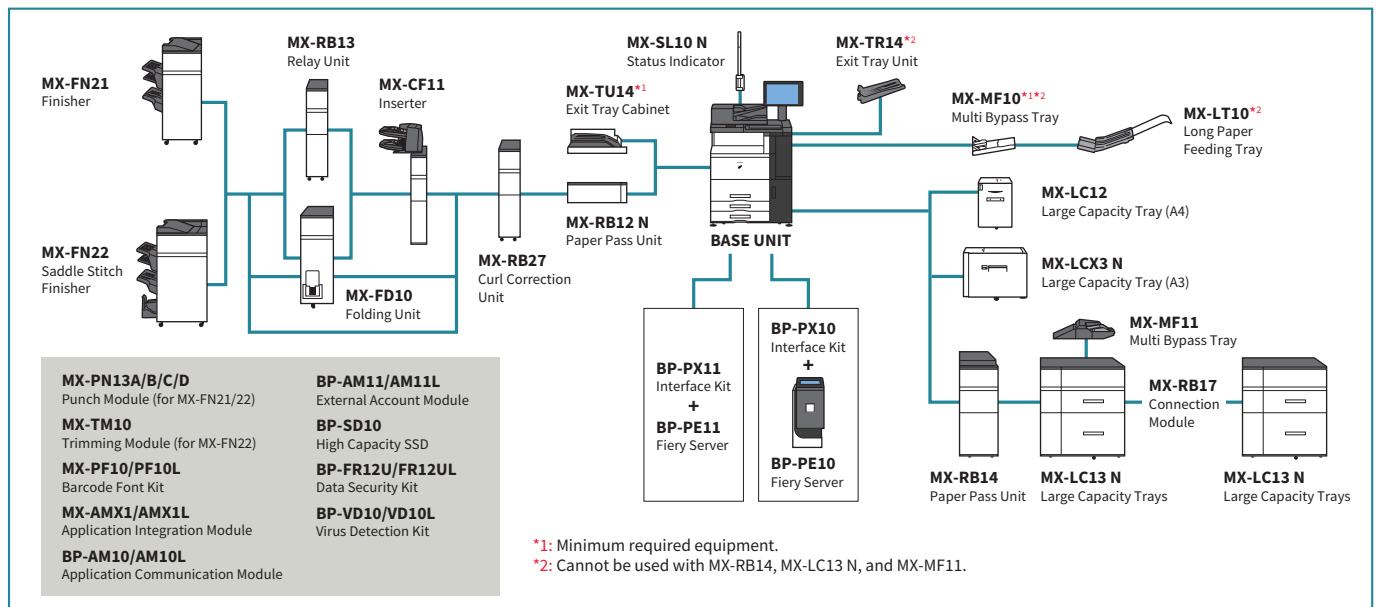 MX-FN21
Finisher
MX-FN22
Saddle Stitch
Finisher
MX-RB13
Relay Unit
MX-FD10
Folding Unit
MX-CF11
Inserter
MX-RB27
Curl Correction
Unit
MX-TU14*1
Exit Tray Cabinet
MX-RB12 N
Paper Pass Unit
MX-SL10 N
Status Indicator
BASE UNIT
MX-TR14*2
Exit Tray Unit
MX-MF10*1*2
Multi Bypass Tray
MX-LT10*2
Long Paper
Feeding Tray
MX-LC12
Large Capacity Tray (A4)
MX-LCX3 N
Large Capacity Tray (A3)
MX-MF11
Multi Bypass Tray
MX-RB17
Connection
Module
MX-RB14
Paper Pass Unit
MX-LC13 N
Large Capacity Trays
MX-LC13 N
Large Capacity Trays
BP-PX11
Interface Kit
+
BP-PE11
Fiery Server
BP-PX10
Interface Kit
+
BP-PE10
Fiery Server
MX-PN13A/B/C/D
Punch Module (for MX-FN21/22)
MX-TM10
Trimming Module (for MX-FN22)
MX-PF10/PF10L
Barcode Font Kit
MX-AMX1/AMX1L
Application Integration Module
BP-AM10/AM10L
Application Communication Module
BP-AM11/AM11L
External Account Module
BP-SD10
High Capacity SSD
BP-FR12U/FR12UL
Data Security Kit
BP-VD10/VD10L
Virus Detection Kit
*1: Minimum required equipment.
*2: Cannot be used with MX-RB14, MX-LC13 N, and MX-MF11.